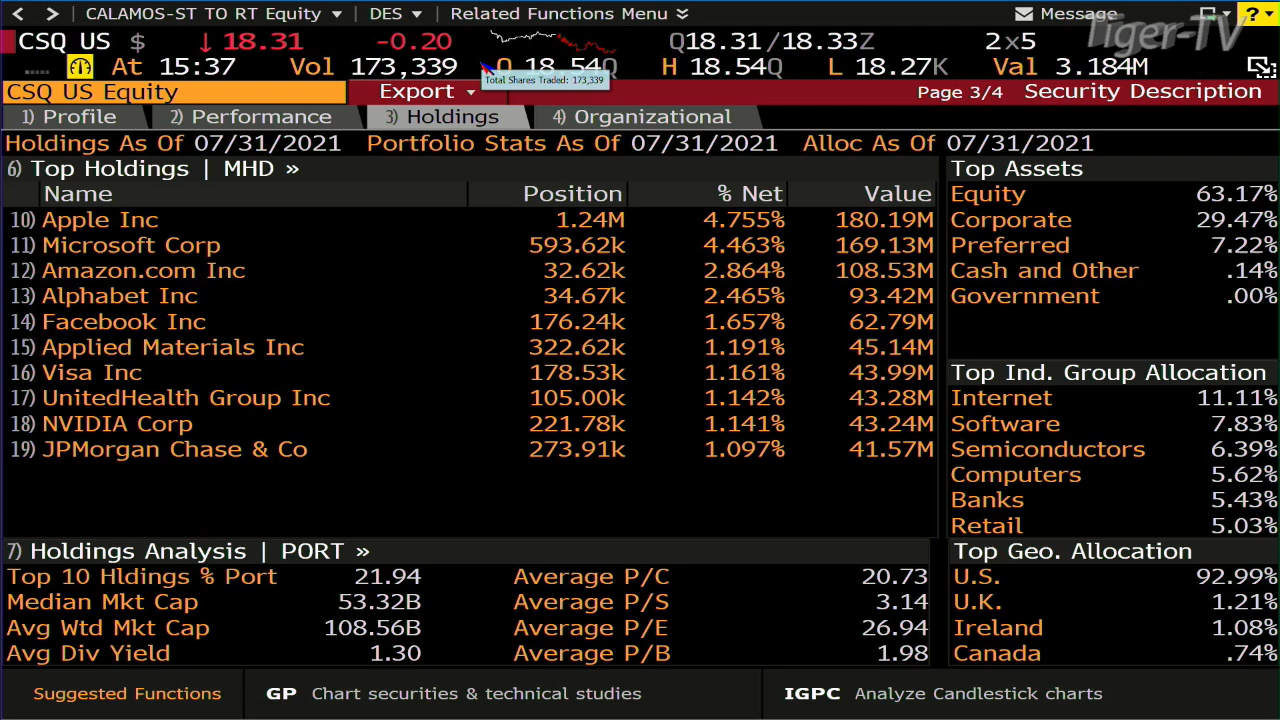 < > CALAMOS-ST TO RT Equity DES Related Functions Menu Message ?
CSQ US $ ↓ 18.31 -0.20 Q18.31/18.33Z 2x5 Tiger-TV
At 15:37 Vol 173,339 O 18.54Q H 18.54Q L 18.27K Val 3.184M
Total Shares Traded: 173,339
CSQ US Equity Export Page 3/4 Security Description
1) Profile 2) Performance 3) Holdings 4) Organizational
Holdings As Of 07/31/2021 Portfolio Stats As Of 07/31/2021 Alloc As Of 07/31/2021
6) Top Holdings | MHD » Top Assets
Name Position % Net Value Equity 63.17%
10) Apple Inc 1.24M 4.755% 180.19M Corporate 29.47%
11) Microsoft Corp 593.62k 4.463% 169.13M Preferred 7.22%
12) Amazon.com Inc 32.62k 2.864% 108.53M Cash and Other .14%
13) Alphabet Inc 34.67k 2.465% 93.42M Government .00%
14) Facebook Inc 176.24k 1.657% 62.79M
15) Applied Materials Inc 322.62k 1.191% 45.14M
16) Visa Inc 178.53k 1.161% 43.99M Top Ind. Group Allocation
17) UnitedHealth Group Inc 105.00k 1.142% 43.28M Internet 11.11%
18) NVIDIA Corp 221.78k 1.141% 43.24M Software 7.83%
19) JPMorgan Chase & Co 273.91k 1.097% 41.57M Semiconductors 6.39%
Computers 5.62%
Banks 5.43%
Retail 5.03%
7) Holdings Analysis | PORT » Top Geo. Allocation
Top 10 Hldings % Port 21.94 Average P/C 20.73 U.S. 92.99%
Median Mkt Cap 53.32B Average P/S 3.14 U.K. 1.21%
Avg Wtd Mkt Cap 108.56B Average P/E 26.94 Ireland 1.08%
Avg Div Yield 1.30 Average P/B 1.98 Canada .74%
Suggested Functions GP Chart securities & technical studies IGPC Analyze Candlestick charts